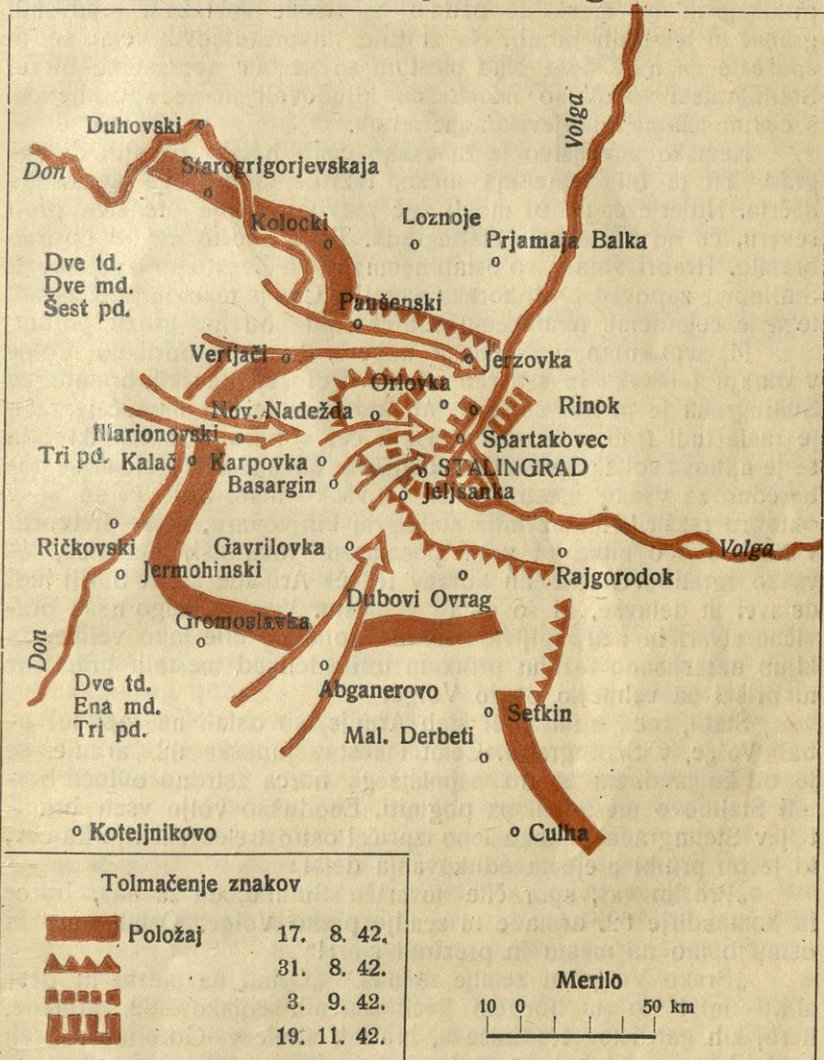 Volga
Duhovski
Don
Starogrigorjevskaja
Kolocki
Loznoje
Prjamaja Balka
Dve td.
Dve md.
Šest pd.
Panšenski
Vertjači
Jerzovka
Orlovka
Nov. Nadežda
Rinok
Hlarionovski
Spartakovec
Tri pd.
Kalač
Karpovka
STALINGRAD
Basargin
Jeljšanka
Ričkovski
Gavrilovka
Volga
Jermohinski
Rajgorodok
Dubovi Ovrag
Gromoslavka
Don
Dve td.
Ena md.
Tri pd.
Abganerovo
Setkin
Mal. Derbeti
Koteljnikovo
Culha
Tolmačenje znakov
Položaj 17. 8. 42.
31. 8. 42.
3. 9. 42.
19. 11. 42.
Merilo
10 0 50 km